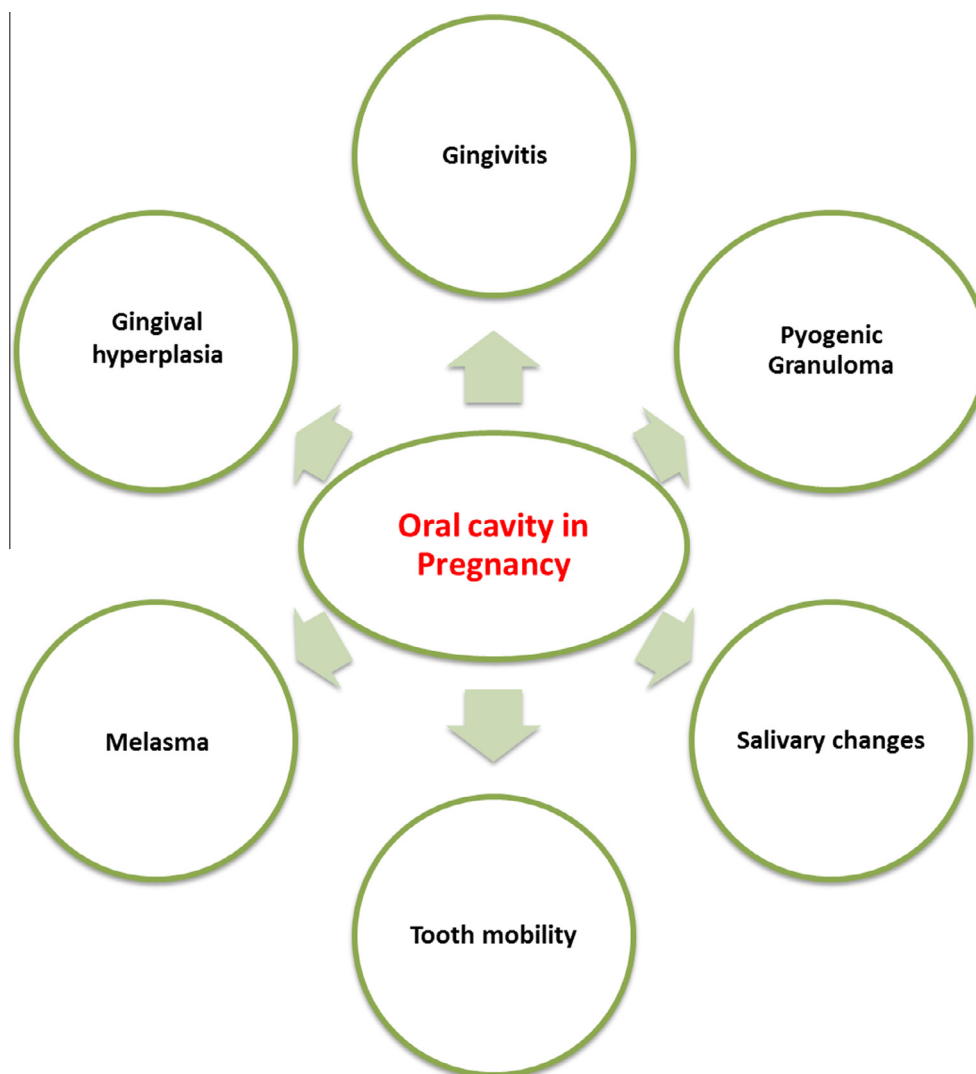 Gingivitis
Gingival
hyperplasia
Pyogenic
Granuloma
Oral cavity in
Pregnancy
Melasma
Salivary changes
Tooth mobility